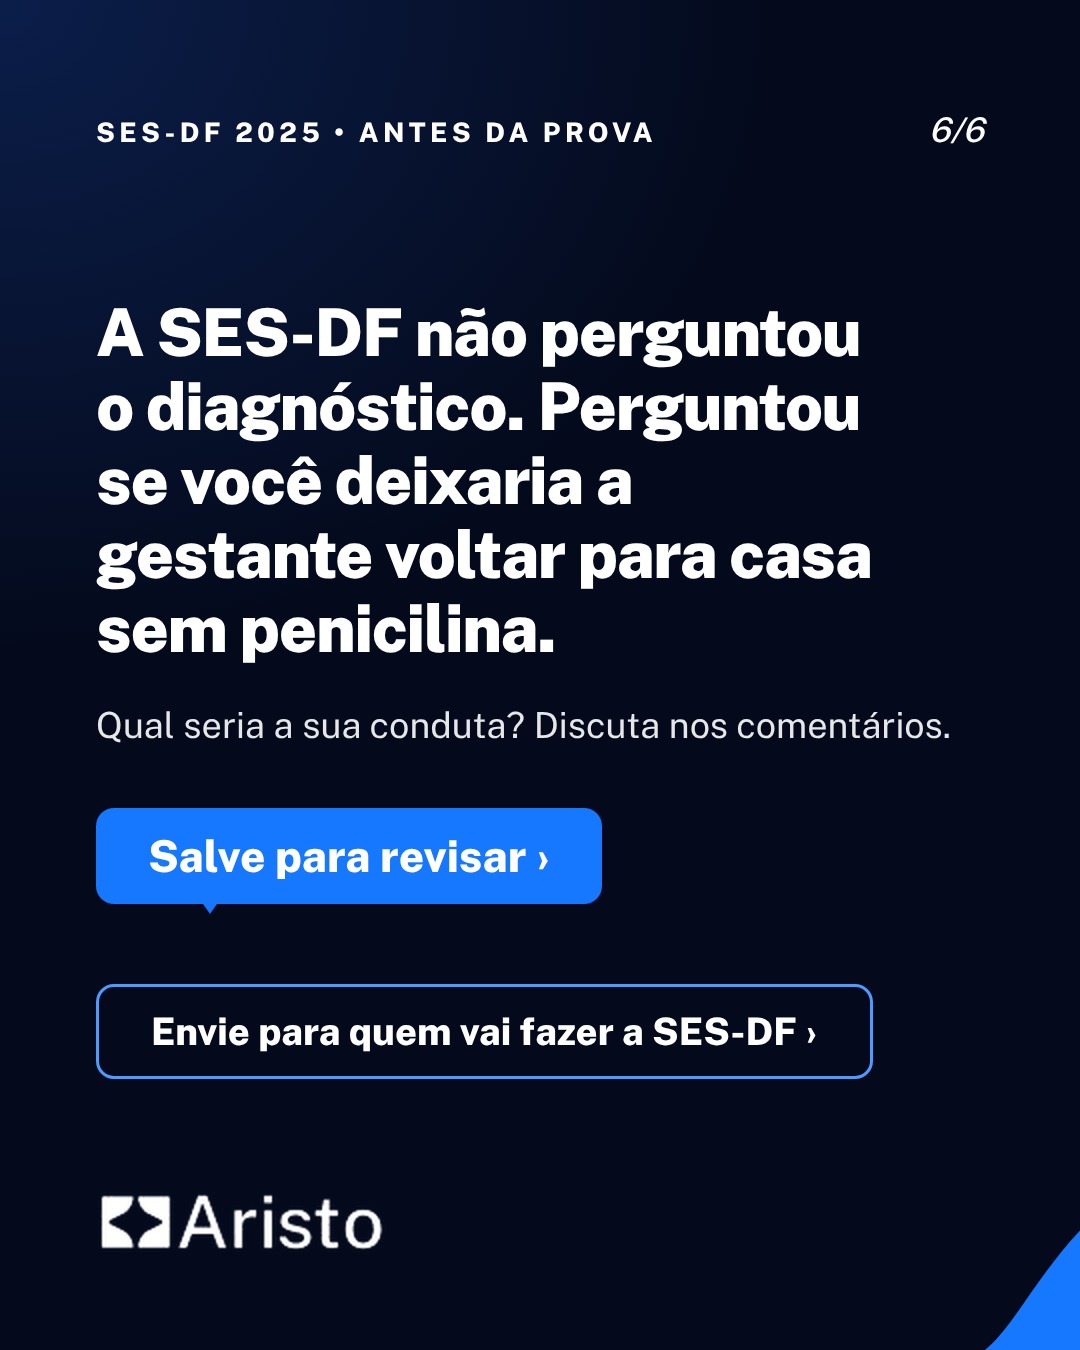 SES-DF 2025 • ANTES DA PROVA
6/6
A SES-DF não perguntou
o diagnóstico. Perguntou
se você deixaria a
gestante voltar para casa
sem penicilina.
Qual seria a sua conduta? Discuta nos comentários.
Salve para revisar ›
Envie para quem vai fazer a SES-DF ›
Aristo